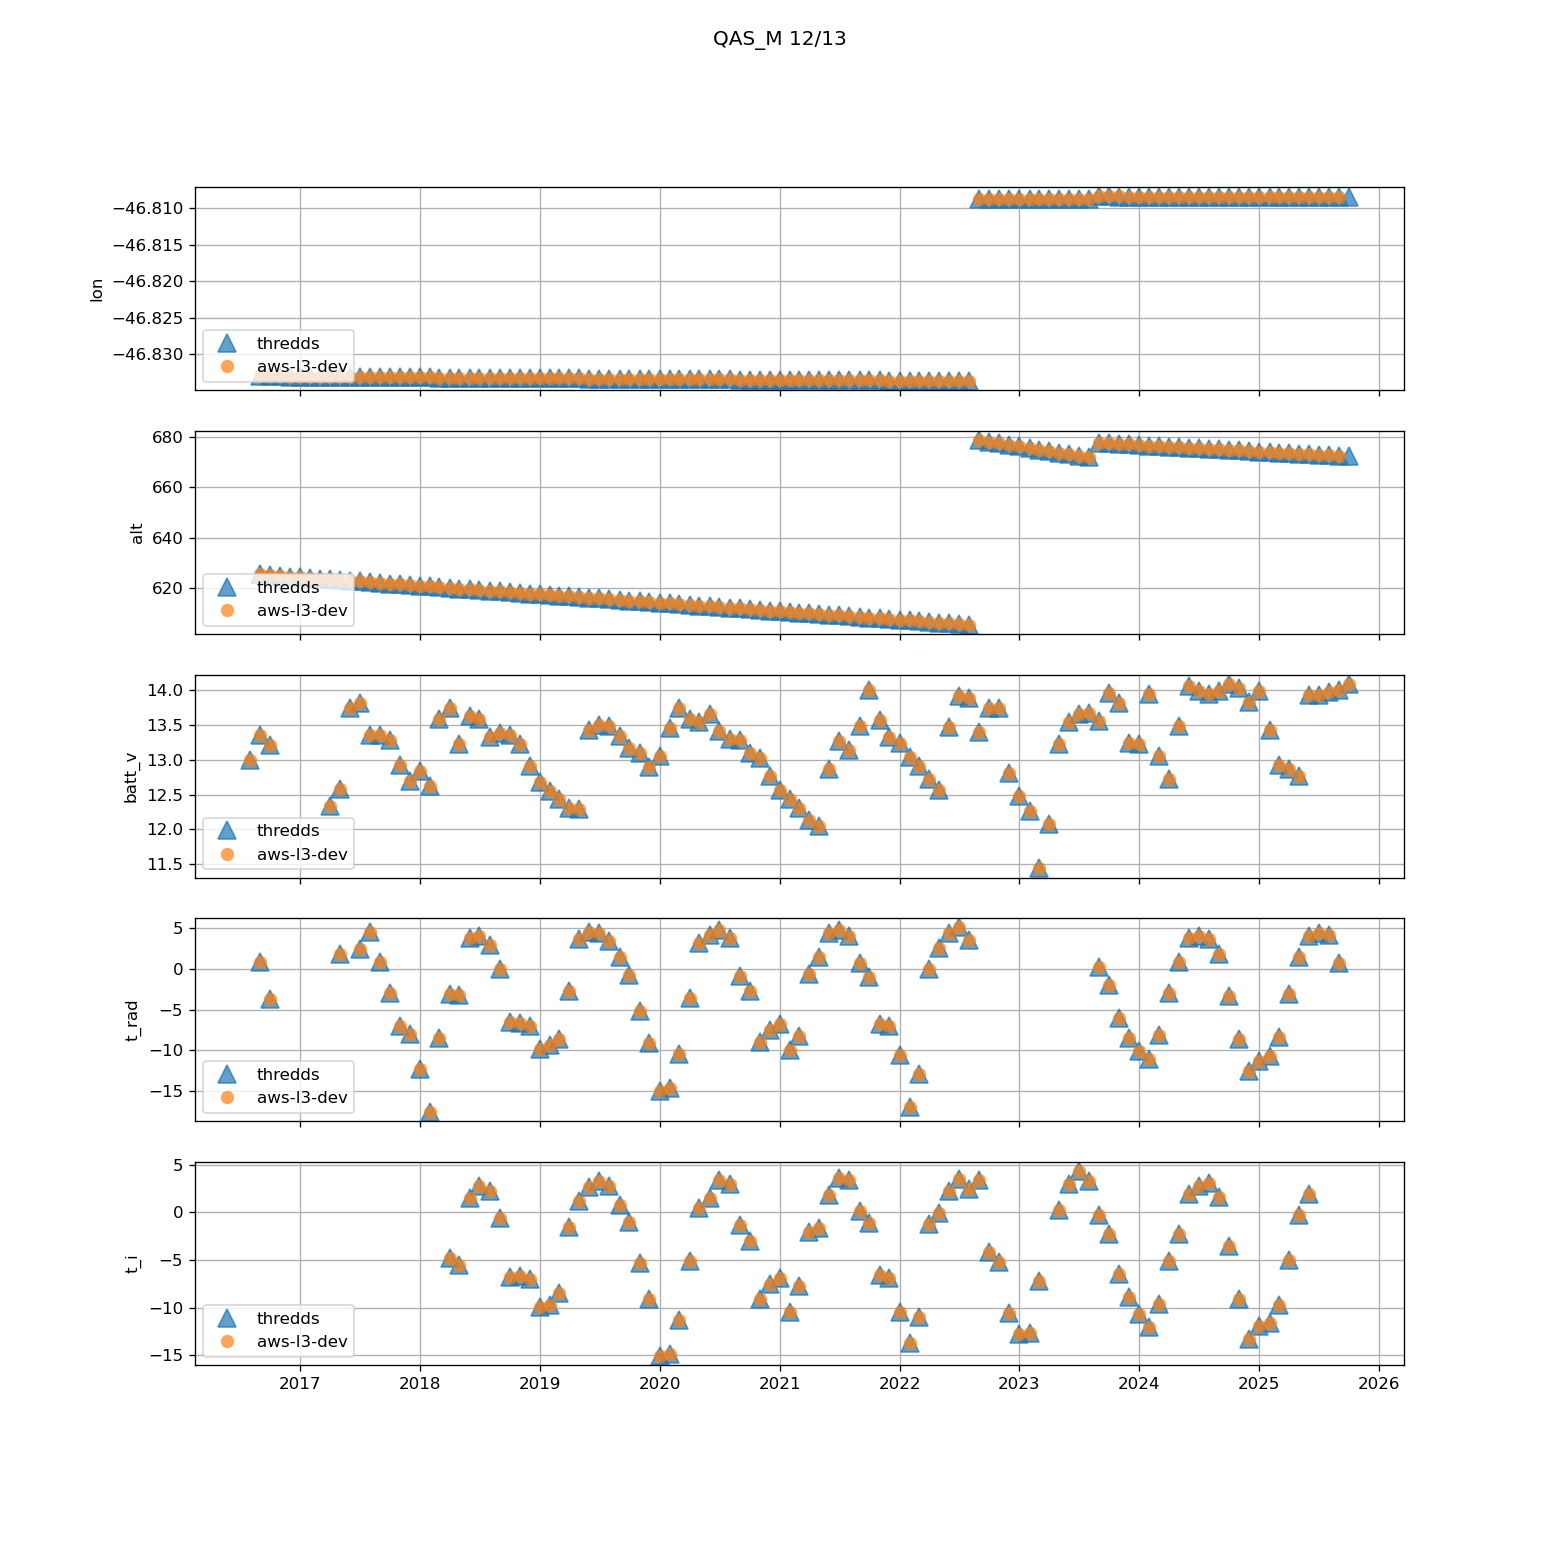 QAS_M 12/13
−46.810
−46.815
−46.820
−46.825
−46.830
lon
thredds
aws-l3-dev
680
660
640
620
alt
thredds
aws-l3-dev
14.0
13.5
13.0
12.5
12.0
11.5
batt_v
thredds
aws-l3-dev
5
0
−5
−10
−15
t_rad
thredds
aws-l3-dev
5
0
−5
−10
−15
t_i
thredds
aws-l3-dev
2017 2018 2019 2020 2021 2022 2023 2024 2025 2026